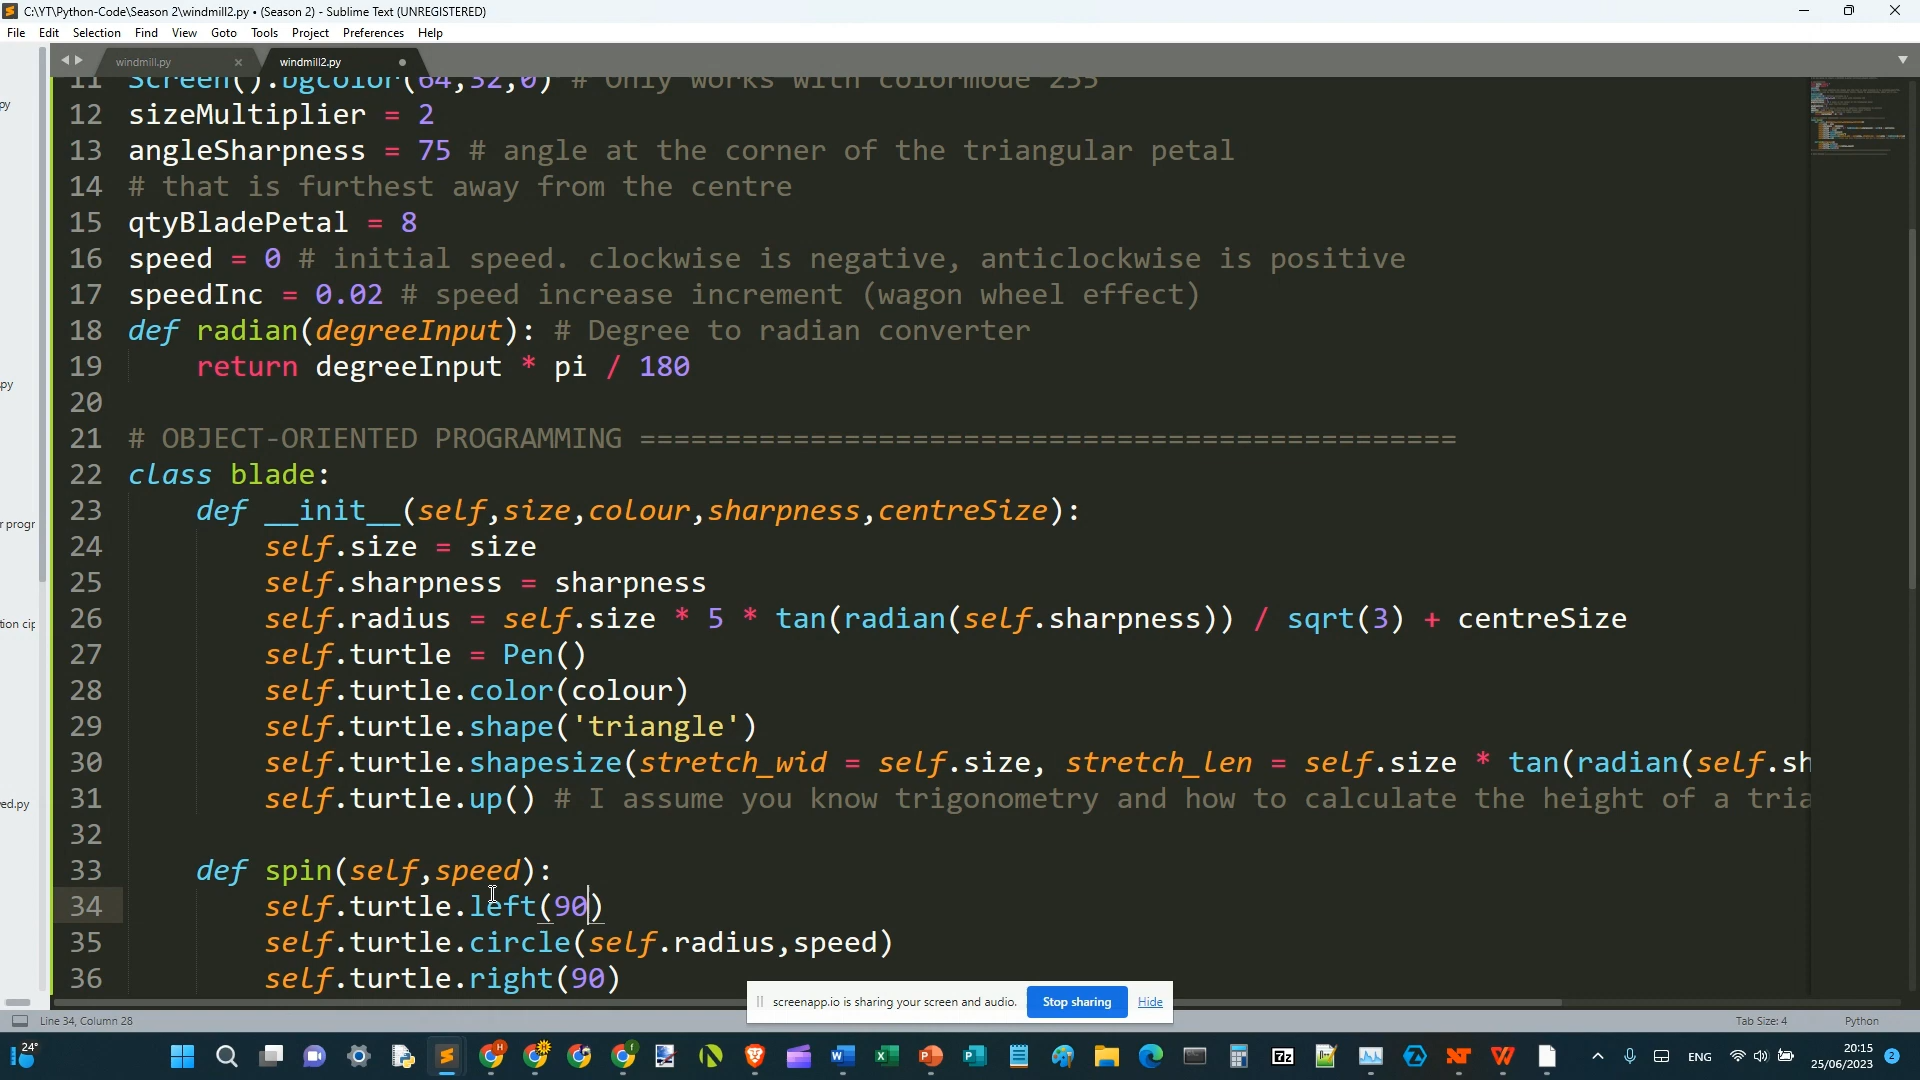 C:\YT\Python-Code\Season 2\windmill2.py • (Season 2) - Sublime Text (UNREGISTERED)
File Edit Selection Find View Goto Tools Project Preferences Help
windmill.py windmill2.py
11 Screen().bgcolor(64,32,0) # Only works with colormode 255
12 sizeMultiplier = 2
13 angleSharpness = 75 # angle at the corner of the triangular petal
14 # that is furthest away from the centre
15 qtyBladePetal = 8
16 speed = 0 # initial speed. clockwise is negative, anticlockwise is positive
17 speedInc = 0.02 # speed increase increment (wagon wheel effect)
18 def radian(degreeInput): # Degree to radian converter
19 return degreeInput * pi / 180
20
21 # OBJECT-ORIENTED PROGRAMMING ================================================
22 class blade:
23 def __init__(self,size,colour,sharpness,centreSize):
24 self.size = size
25 self.sharpness = sharpness
26 self.radius = self.size * 5 * tan(radian(self.sharpness)) / sqrt(3) + centreSize
27 self.turtle = Pen()
28 self.turtle.color(colour)
29 self.turtle.shape('triangle')
30 self.turtle.shapesize(stretch_wid = self.size, stretch_len = self.size * tan(radian(self.sh
31 self.turtle.up() # I assume you know trigonometry and how to calculate the height of a tria
32
33 def spin(self,speed):
34 self.turtle.left(90)
35 self.turtle.circle(self.radius,speed)
36 self.turtle.right(90)
py
.py
r progr
tion cip
ved.py
screenapp.io is sharing your screen and audio. Stop sharing Hide
Line 34, Column 28 Tab Size: 4 Python
24° ENG 20:15
25/06/2023 2